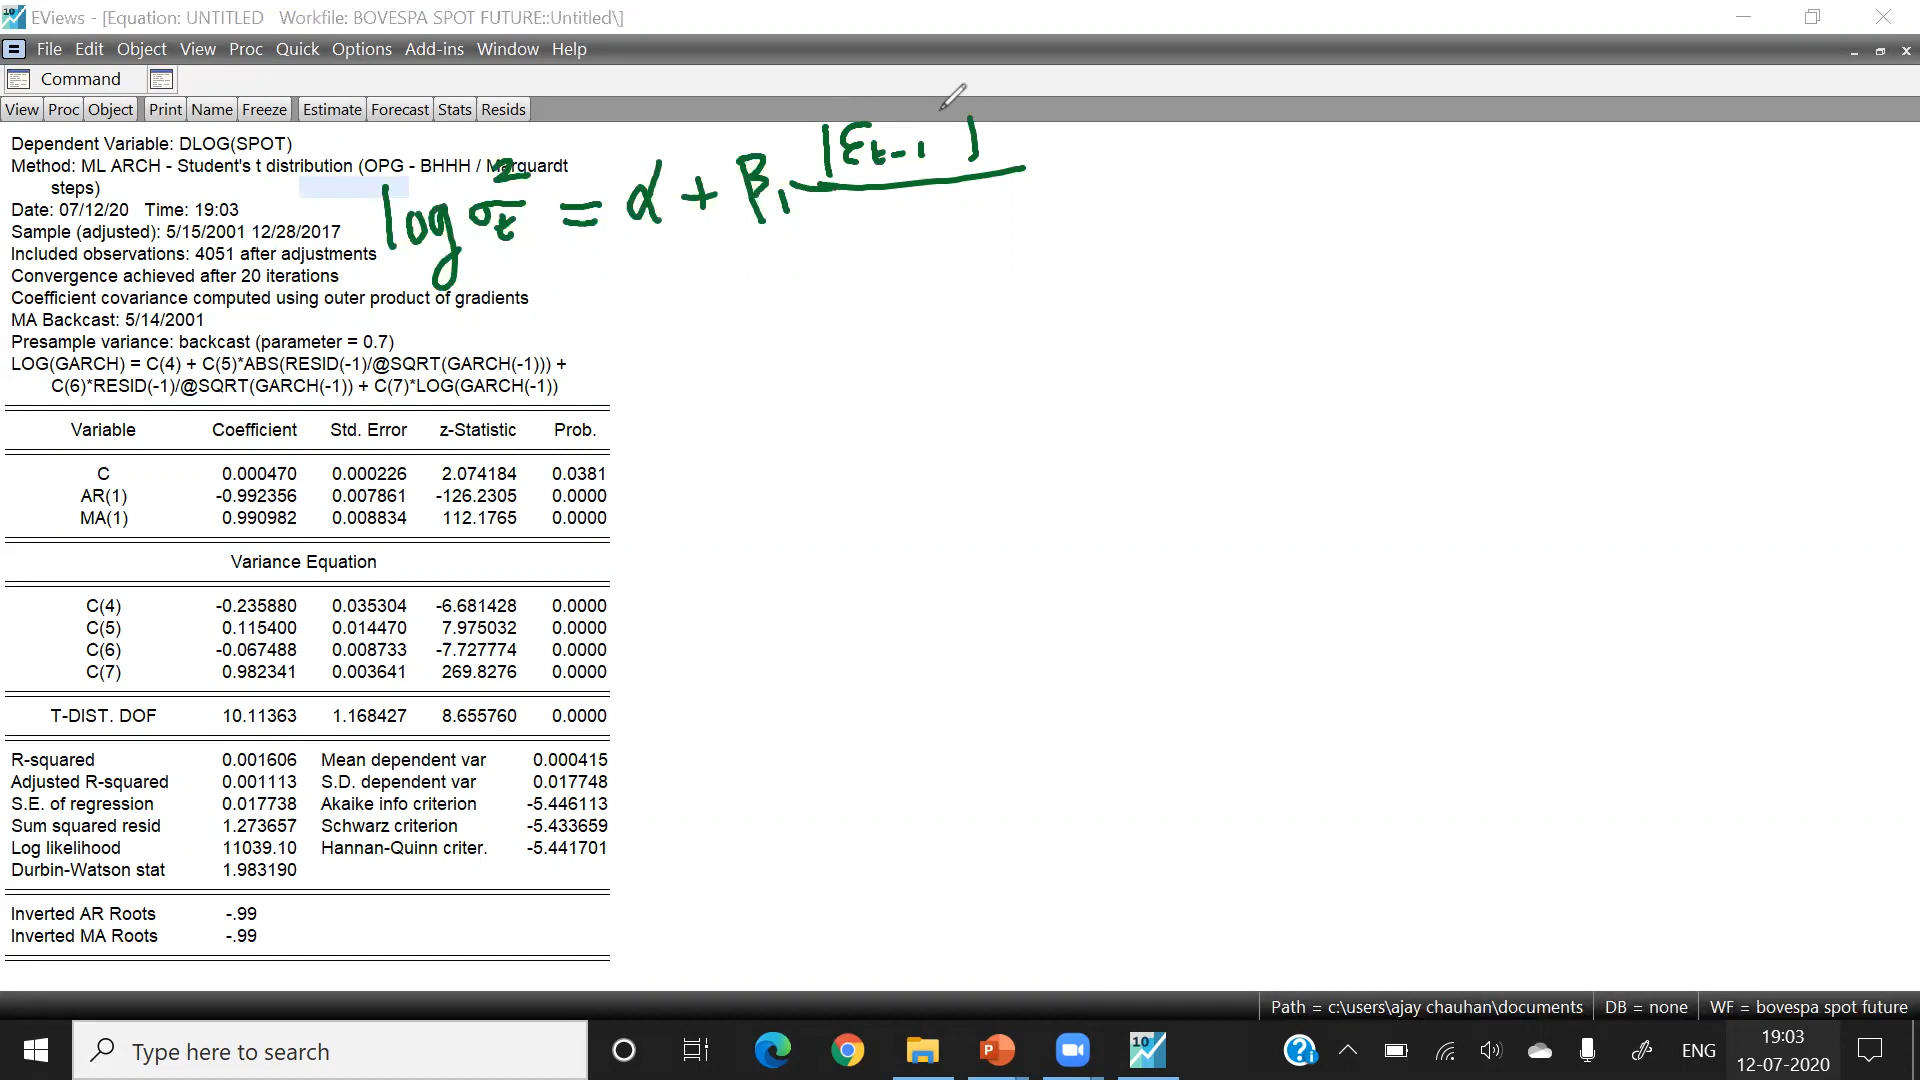 EViews - [Equation: UNTITLED   Workfile: BOVESPA SPOT FUTURE::Untitled\]
File Edit Object View Proc Quick Options Add-ins Window Help
Command
View Proc Object Print Name Freeze Estimate Forecast Stats Resids
Dependent Variable: DLOG(SPOT)
Method: ML ARCH - Student's t distribution (OPG - BHHH / Marquardt
steps)
Date: 07/12/20   Time: 19:03
Sample (adjusted): 5/15/2001 12/28/2017
Included observations: 4051 after adjustments
Convergence achieved after 20 iterations
Coefficient covariance computed using outer product of gradients
MA Backcast: 5/14/2001
Presample variance: backcast (parameter = 0.7)
LOG(GARCH) = C(4) + C(5)*ABS(RESID(-1)/@SQRT(GARCH(-1))) +
C(6)*RESID(-1)/@SQRT(GARCH(-1)) + C(7)*LOG(GARCH(-1))
log σt² = α + β1 |εt-1|
Variable Coefficient Std. Error z-Statistic Prob.
C 0.000470 0.000226 2.074184 0.0381
AR(1) -0.992356 0.007861 -126.2305 0.0000
MA(1) 0.990982 0.008834 112.1765 0.0000
Variance Equation
C(4) -0.235880 0.035304 -6.681428 0.0000
C(5) 0.115400 0.014470 7.975032 0.0000
C(6) -0.067488 0.008733 -7.727774 0.0000
C(7) 0.982341 0.003641 269.8276 0.0000
T-DIST. DOF 10.11363 1.168427 8.655760 0.0000
R-squared 0.001606 Mean dependent var 0.000415
Adjusted R-squared 0.001113 S.D. dependent var 0.017748
S.E. of regression 0.017738 Akaike info criterion -5.446113
Sum squared resid 1.273657 Schwarz criterion -5.433659
Log likelihood 11039.10 Hannan-Quinn criter. -5.441701
Durbin-Watson stat 1.983190
Inverted AR Roots -.99
Inverted MA Roots -.99
Path = c:\users\ajay chauhan\documents DB = none WF = bovespa spot future
Type here to search
ENG
19:03
12-07-2020